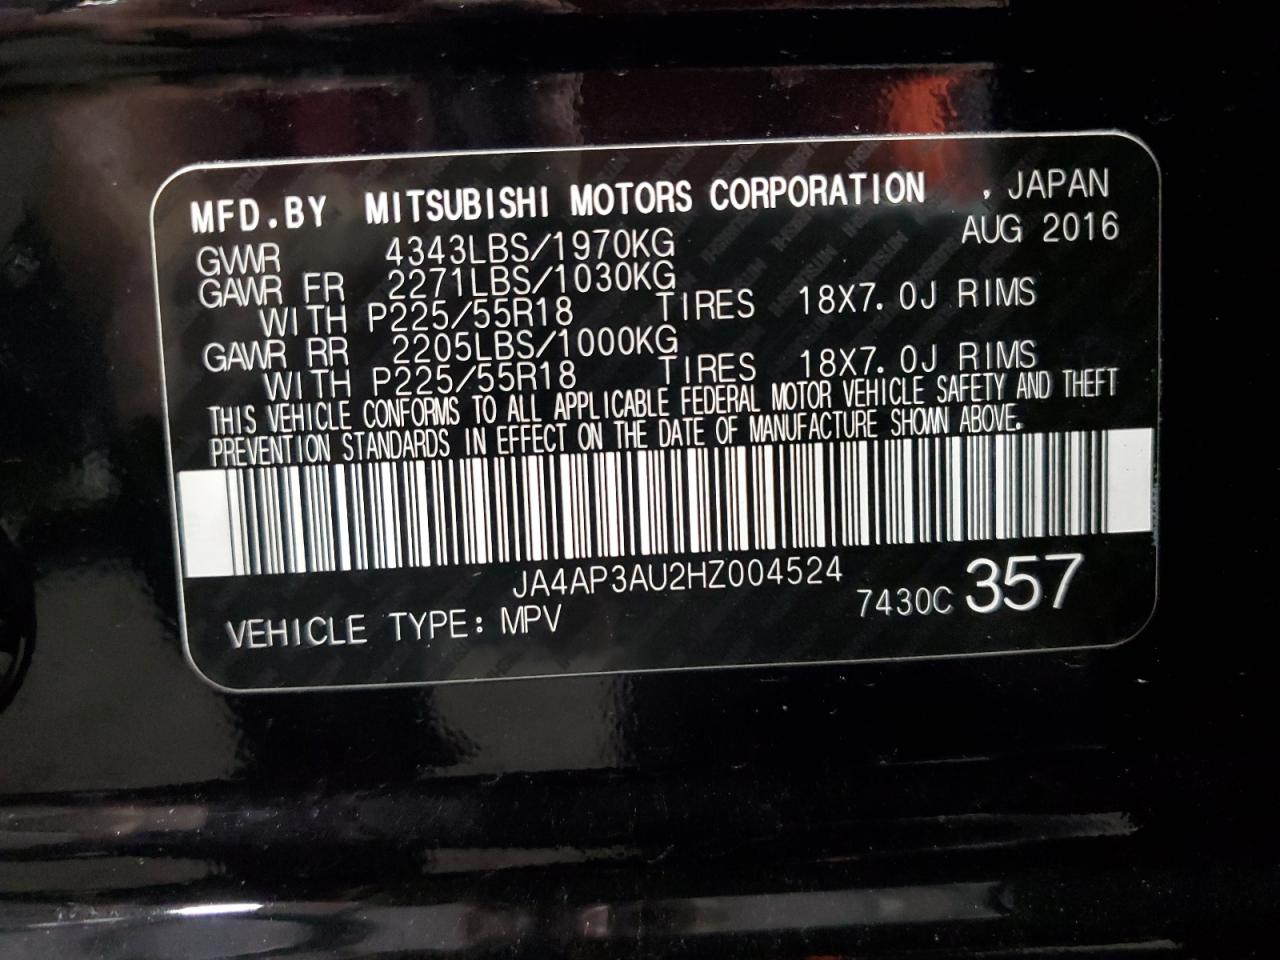 MFD.BY MITSUBISHI MOTORS CORPORATION , JAPAN
AUG 2016
GVWR 4343LBS/1970KG
GAWR FR 2271LBS/1030KG
WITH P225/55R18 TIRES 18X7.0J RIMS
GAWR RR 2205LBS/1000KG
WITH P225/55R18 TIRES 18X7.0J RIMS
THIS VEHICLE CONFORMS TO ALL APPLICABLE FEDERAL MOTOR VEHICLE SAFETY AND THEFT
PREVENTION STANDARDS IN EFFECT ON THE DATE OF MANUFACTURE SHOWN ABOVE.
JA4AP3AU2HZ004524
7430C 357
VEHICLE TYPE: MPV